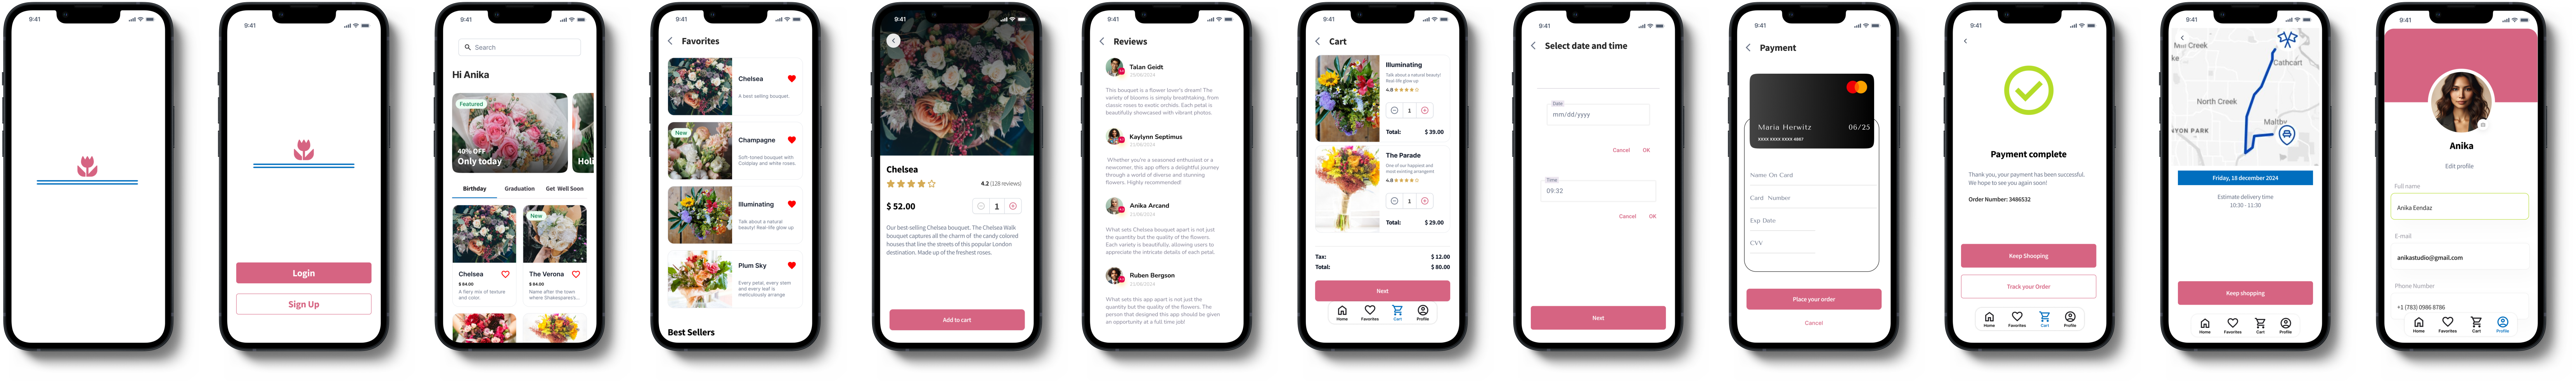 9:41
9:41
Login
Sign Up
9:41
Search
Hi Anika
Featured
40% OFF
Only today
Holi
Birthday
Graduation
Get Well Soon
New
Chelsea
$ 84.00
A fiery mix of texture
and color.
The Verona
$ 84.00
Name after the town
where Shakespeares's...
9:41
Favorites
Chelsea
A best selling bouquet.
New
Champagne
Soft-toned bouquet with
Coldplay and white roses
Illuminating
Talk about a natural
beauty! Real-life glow up
Plum Sky
Every petal, every stem
and every leaf is
meticulously arrange
Best Sellers
9:41
Chelsea
4.2 (128 reviews)
$ 52.00
1
Our best-selling Chelsea bouquet. The Chelsea Walk
bouquet captures all the charm of the candy colored
houses that line the streets of this popular London
destination. Made up of the freshest roses.
Add to cart
9:41
Reviews
Talan Geidt
25/06/2024
This bouquet is a flower lover's dream! The
variety of blooms is simply breathtaking, from
classic roses to exotic orchids. Each petal is
beautifully showcased with vibrant photos.
Kaylynn Septimus
23/06/2024
Whether you're a seasoned enthusiast or a
newcomer, this app offers a delightful journey
through a world of diverse and stunning
flowers. Highly recommended!
Anika Arcand
23/06/2024
What sets Chelsea bouquet apart is not just
the quantity but the quality of the flowers.
Each variety is beautifully, allowing users to
appreciate the intricate details of each petal.
Ruben Bergson
21/06/2024
What sets this app apart is not just the
quantity but the quality of the flowers. The
person that designed this app should be given
an opportunity at a full time job!
9:41
Cart
Illuminating
Talk about a natural beauty!
Real-life glow up
4.8
1
Total:
$ 39.00
The Parade
One of our happiest and
most exisiting arrangemt
4.8
1
Total:
$ 29.00
Tax:
$ 12.00
Total:
$ 80.00
Next
Home
Favorites
Cart
Profile
9:41
Select date and time
Date
mm/dd/yyyy
Cancel
OK
Time
09:32
Cancel
OK
Next
9:41
Payment
Maria Herwitz
06/25
XXXX XXXX XXXX 4887
Name On Card
Card Number
Exp Date
CVV
Place your order
Cancel
9:41
Payment complete
Thank you, your payment has been successful.
We hope to see you again soon!
Order Number: 3486532
Keep Shooping
Track your Order
Home
Favorites
Cart
Profile
9:41
Mill Creek
Cathcart
North Creek
Maltby
NYON PARK
Friday, 18 december 2024
Estimate delivery time
10:30 - 11:30
Keep shopping
Home
Favorites
Cart
Profile
9:41
Anika
Edit profile
Full name
Anika Eendaz
E-mail
anikastudio@gmail.com
Phone Number
+1 (783) 0986 8786
Home
Favorites
Cart
Profile